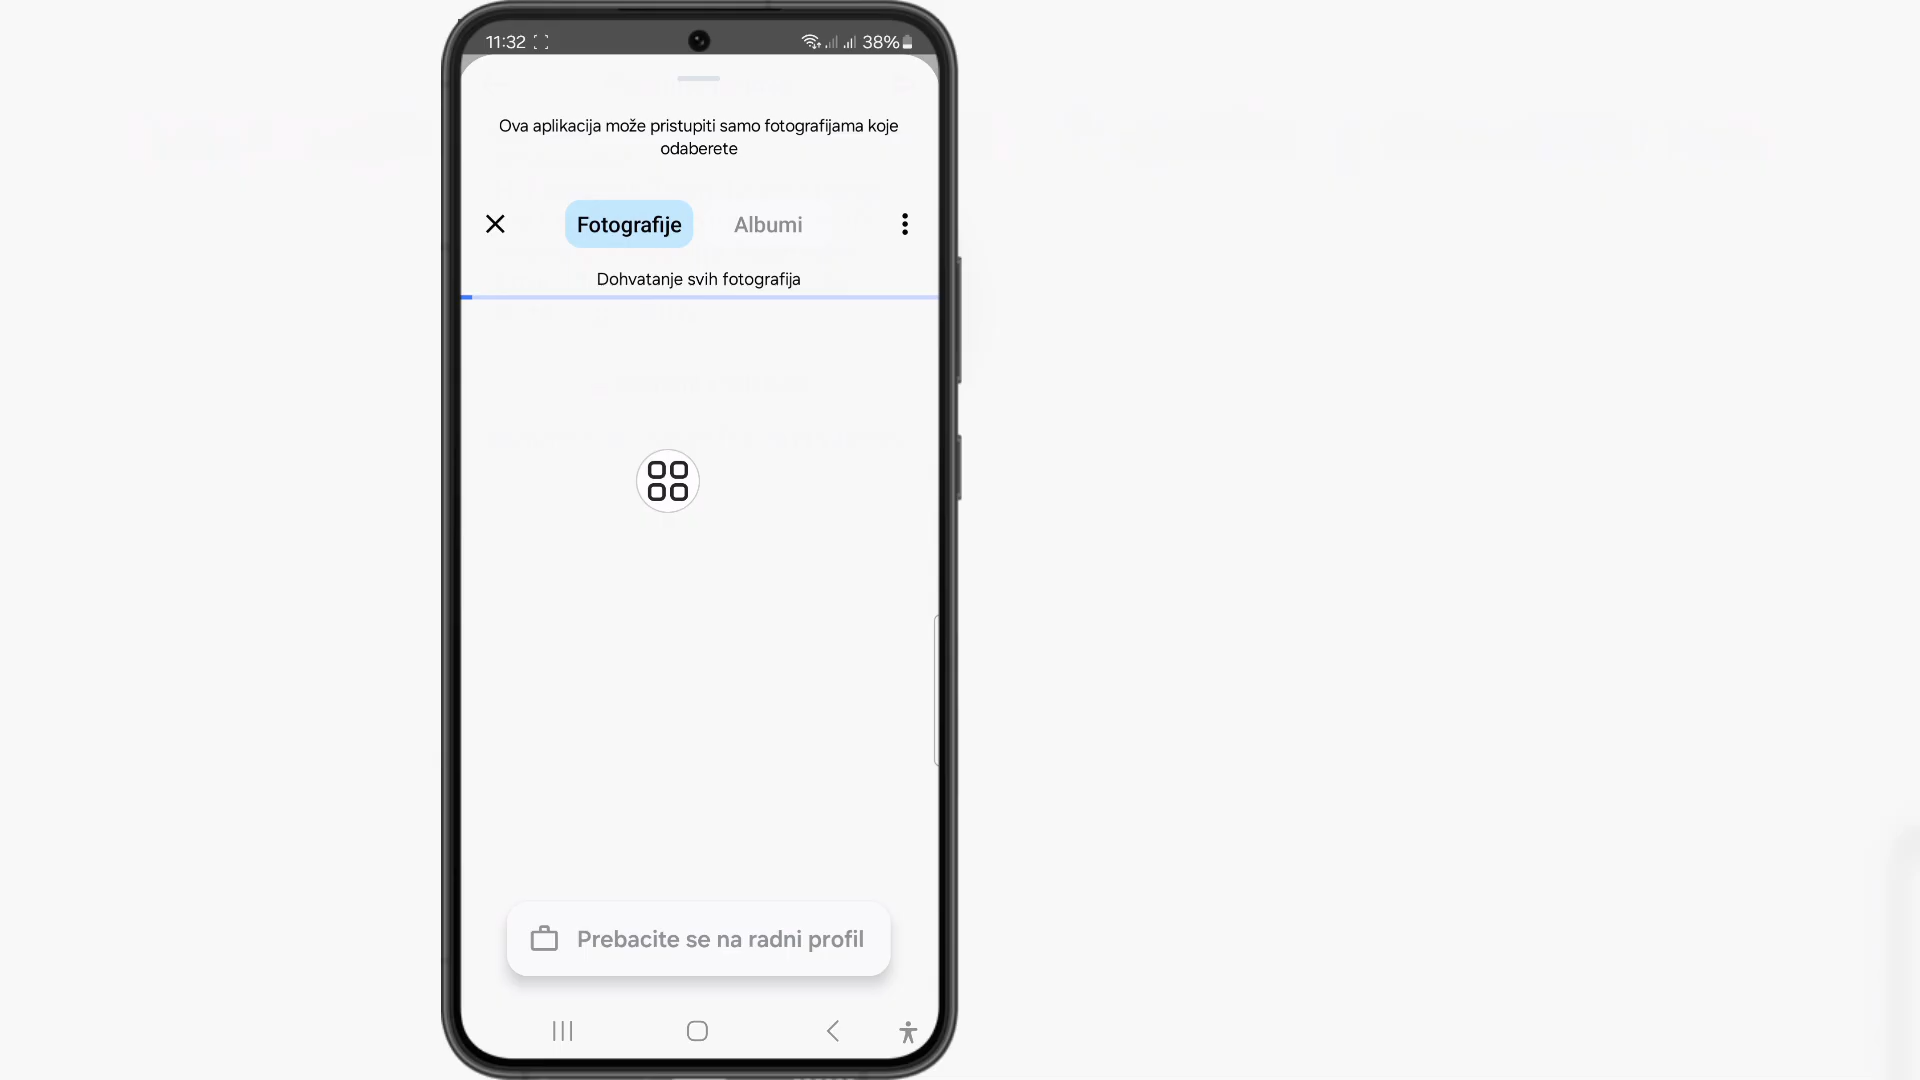 11:32
38%
Ova aplikacija može pristupiti samo fotografijama koje
odaberete
Fotografije
Albumi
Dohvatanje svih fotografija
Prebacite se na radni profil